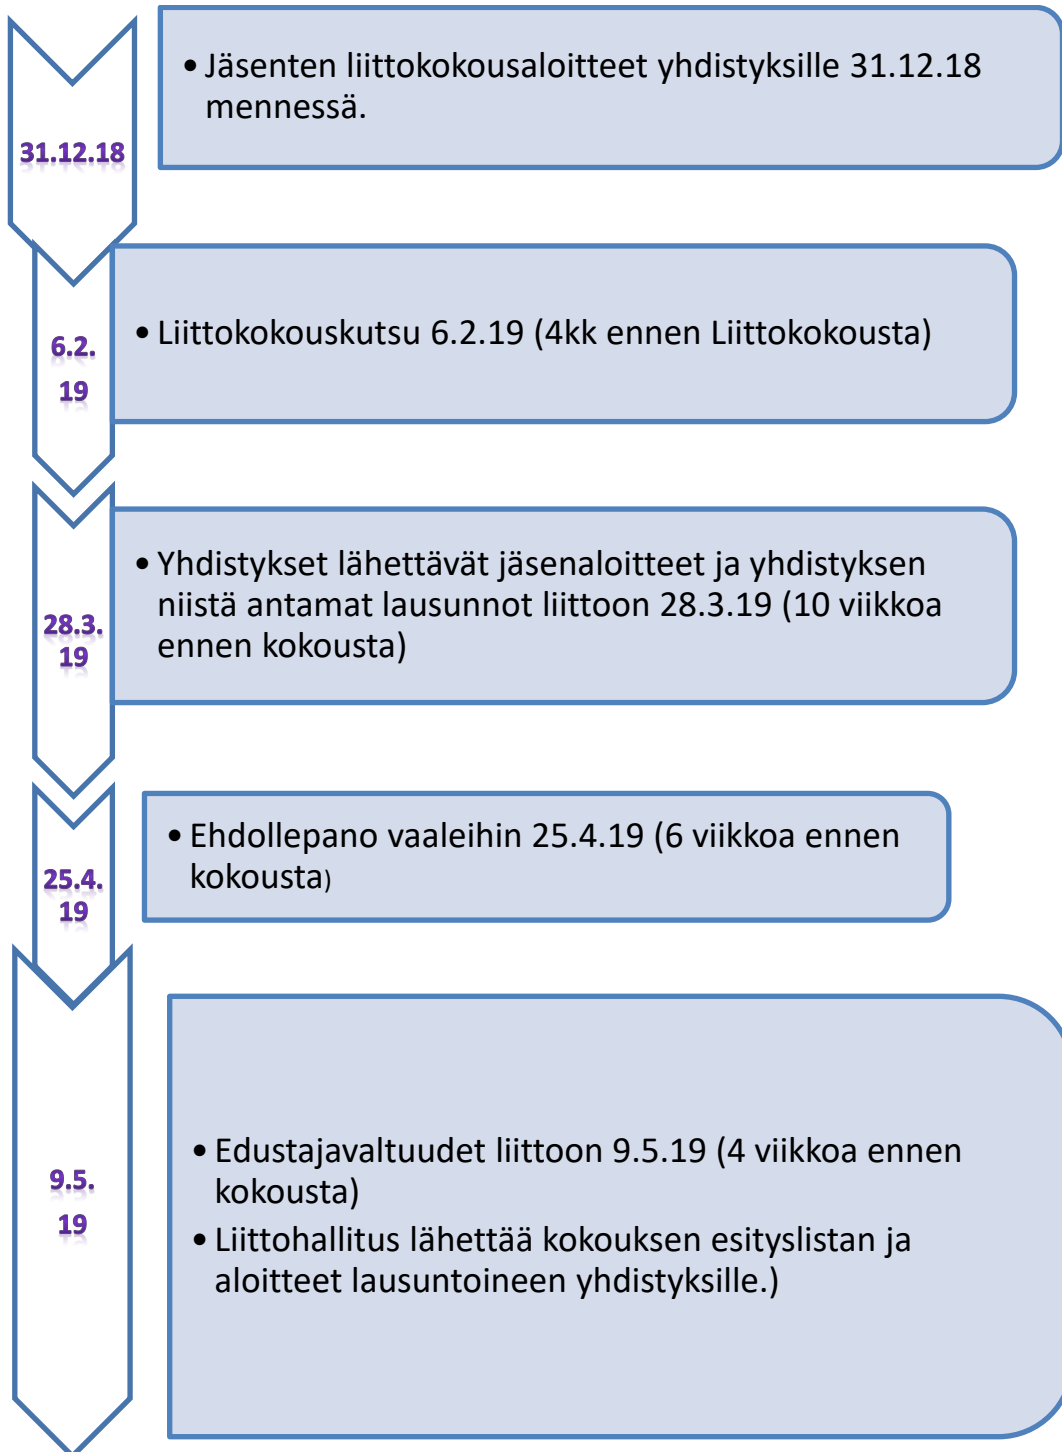 31.12.18
• Jäsenten liittokokousaloitteet yhdistyksille 31.12.18
mennessä.
6.2.
19
• Liittokokouskutsu 6.2.19 (4kk ennen Liittokokousta)
28.3.
19
• Yhdistykset lähettävät jäsenaloitteet ja yhdistyksen
niistä antamat lausunnot liittoon 28.3.19 (10 viikkoa
ennen kokousta)
25.4.
19
• Ehdollepano vaaleihin 25.4.19 (6 viikkoa ennen
kokousta)
9.5.
19
• Edustajavaltuudet liittoon 9.5.19 (4 viikkoa ennen
kokousta)
• Liittohallitus lähettää kokouksen esityslistan ja
aloitteet lausuntoineen yhdistyksille.)